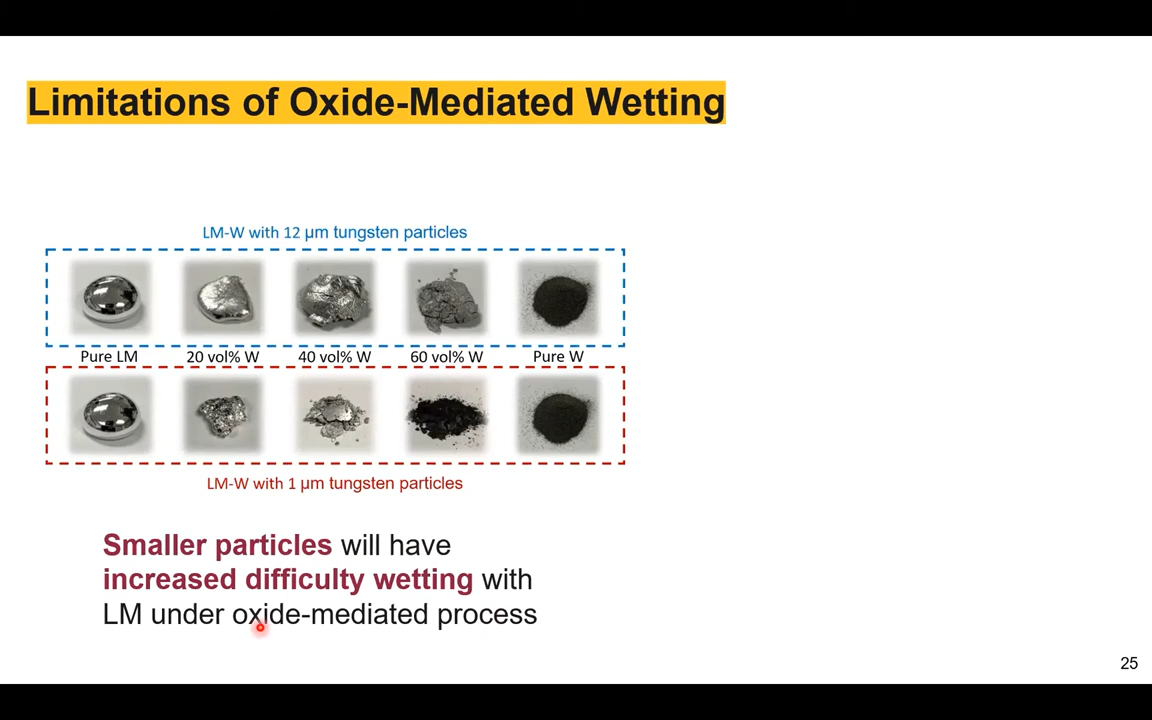 Limitations of Oxide-Mediated Wetting
LM-W with 12 µm tungsten particles
Pure LM 20 vol% W 40 vol% W 60 vol% W Pure W
LM-W with 1 µm tungsten particles
Smaller particles will have
increased difficulty wetting with
LM under oxide-mediated process
25